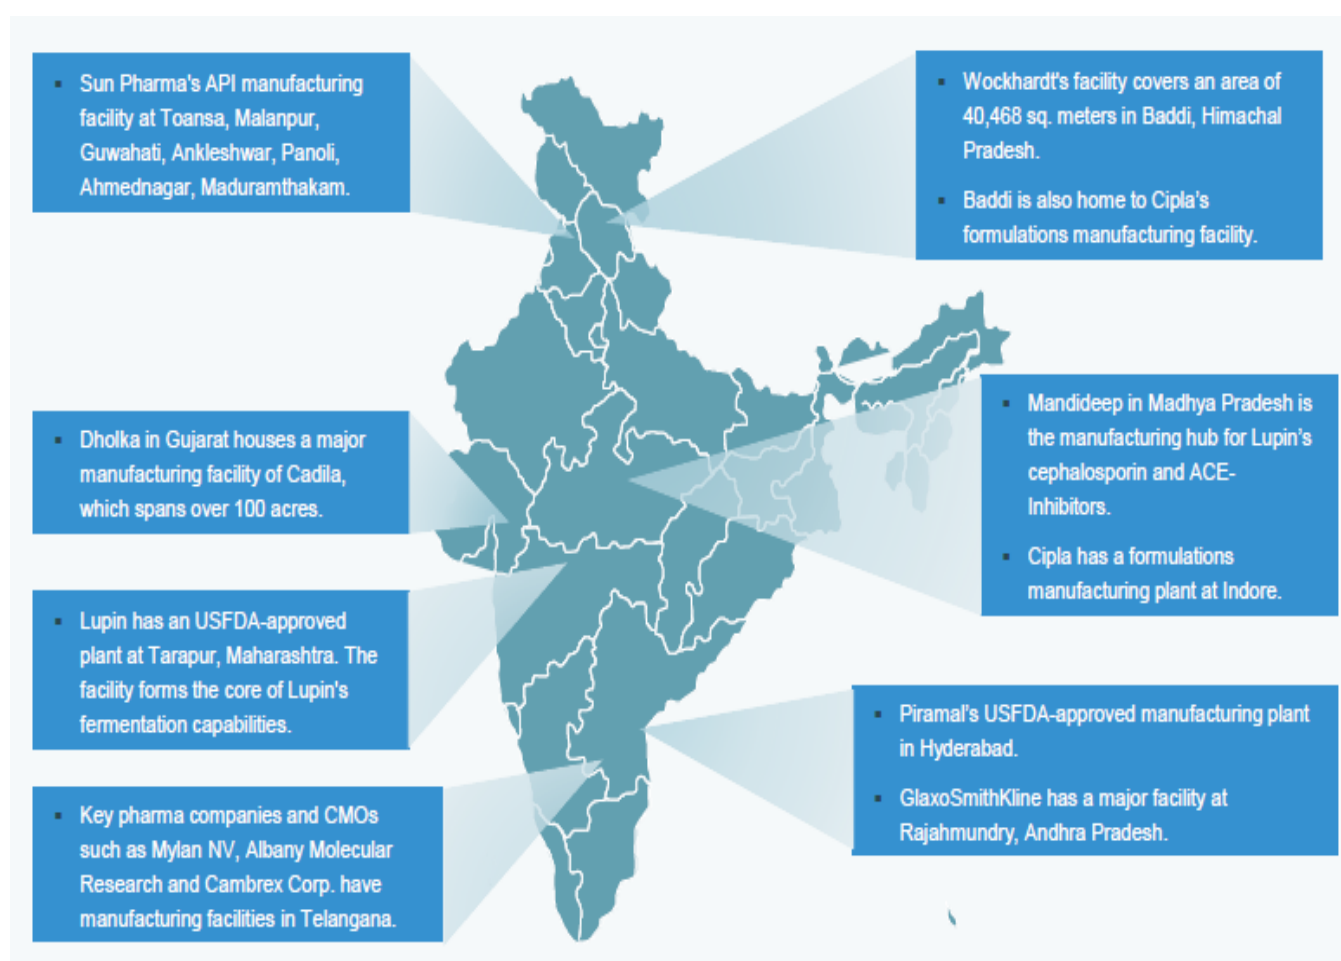 ▪ Sun Pharma's API manufacturing
facility at Toansa, Malanpur,
Guwahati, Ankleshwar, Panoli,
Ahmednagar, Maduramthakam.
▪ Wockhardt's facility covers an area of
40,468 sq. meters in Baddi, Himachal
Pradesh.
▪ Baddi is also home to Cipla's
formulations manufacturing facility.
▪ Dholka in Gujarat houses a major
manufacturing facility of Cadila,
which spans over 100 acres.
▪ Mandideep in Madhya Pradesh is
the manufacturing hub for Lupin's
cephalosporin and ACE-
Inhibitors.
▪ Cipla has a formulations
manufacturing plant at Indore.
▪ Lupin has an USFDA-approved
plant at Tarapur, Maharashtra. The
facility forms the core of Lupin's
fermentation capabilities.
▪ Piramal's USFDA-approved manufacturing plant
in Hyderabad.
▪ GlaxoSmithKline has a major facility at
Rajahmundry, Andhra Pradesh.
▪ Key pharma companies and CMOs
such as Mylan NV, Albany Molecular
Research and Cambrex Corp. have
manufacturing facilities in Telangana.